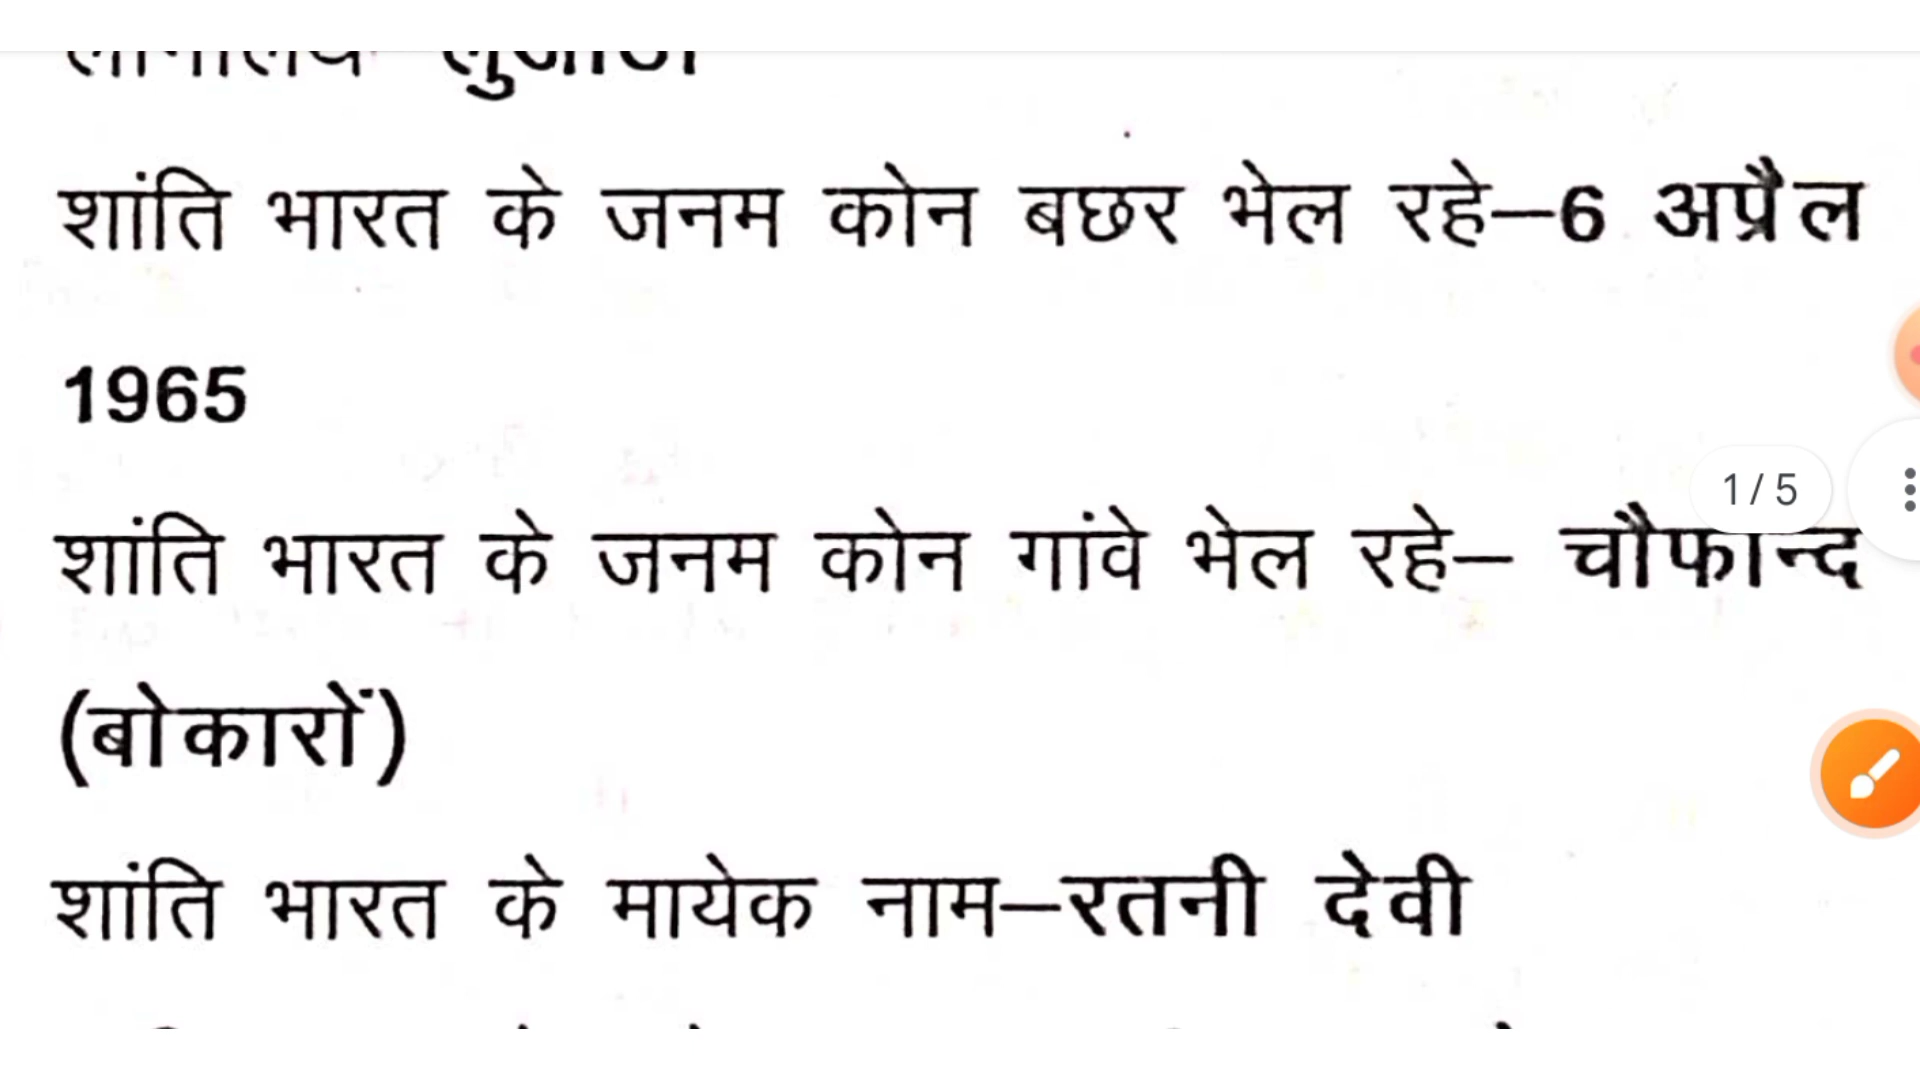 शांति भारत के जनम कोन बछर भेल रहे–6 अप्रैल
1965
1/5
शांति भारत के जनम कोन गांवे भेल रहे– चौफान्द
(बोकारों)
शांति भारत के मायेक नाम–रतनी देवी